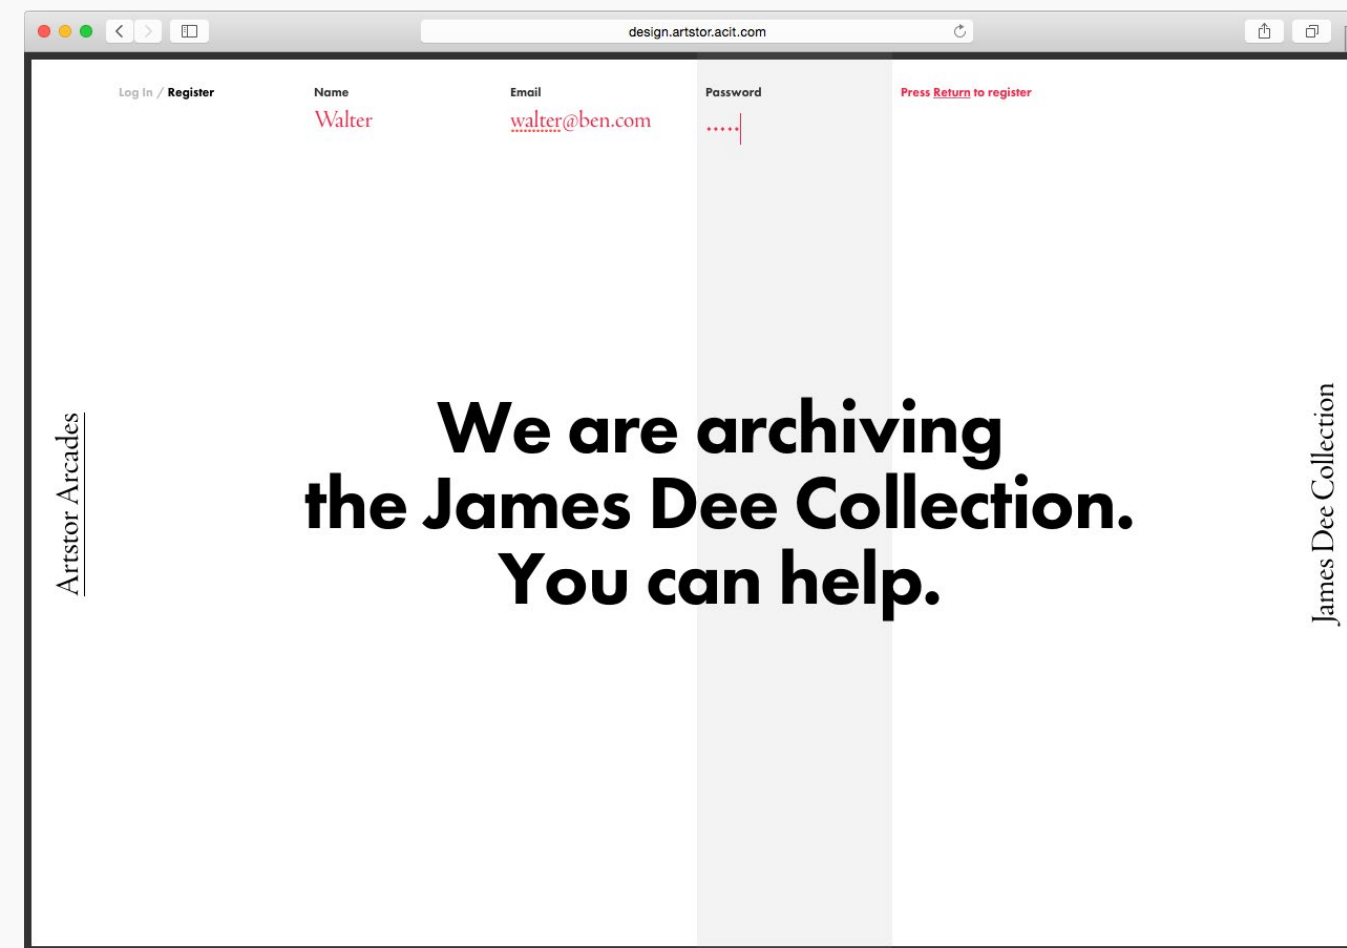 design.artstor.acit.com
Log In / Register
Name
Walter
Email
walter@ben.com
Password
•••••
Press Return to register
Artstor Arcades
We are archiving
the James Dee Collection.
You can help.
James Dee Collection